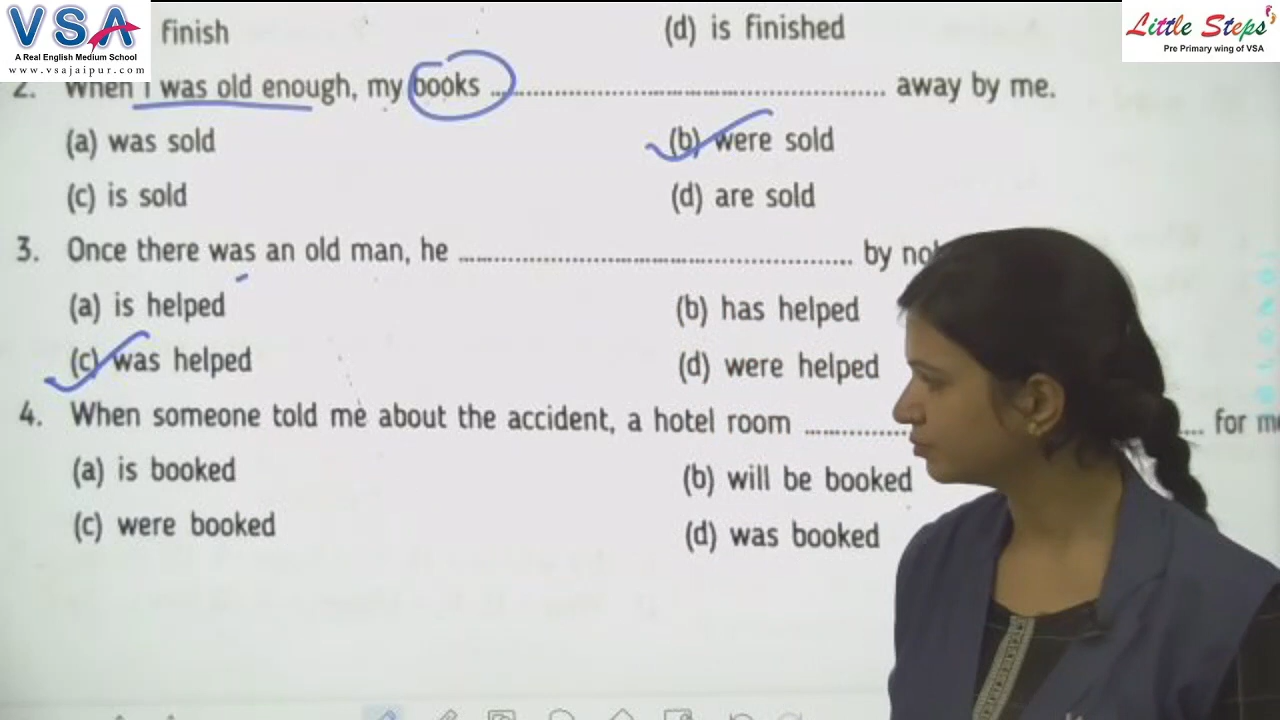 VSA
A Real English Medium School
www.vsajaipur.com
Little Steps
Pre Primary wing of VSA
finish
(d) is finished
2. When I was old enough, my books ........ away by me.
(a) was sold
(b) were sold
(c) is sold
(d) are sold
3. Once there was an old man, he ........ by
(a) is helped
(b) has helped
(c) was helped
(d) were helped
4. When someone told me about the accident, a hotel room ........ for
(a) is booked
(b) will be booked
(c) were booked
(d) was booked